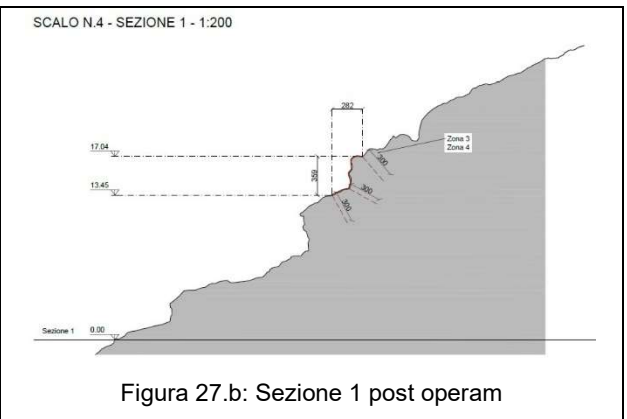 SCALO N.4 - SEZIONE 1 - 1:200
282
Zona 3
Zona 4
17.04
300
359
300
13.45
300
Sezione 1 0.00
Figura 27.b: Sezione 1 post operam